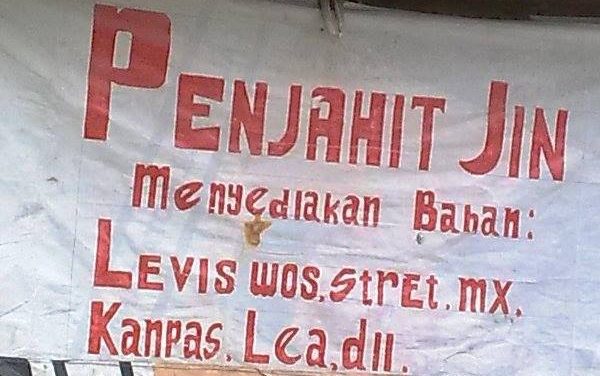 PENJAHIT JIN
Menyediakan Bahan:
LEVIS WOS. StrEt. MX.
Kanpas. Lea. dll.